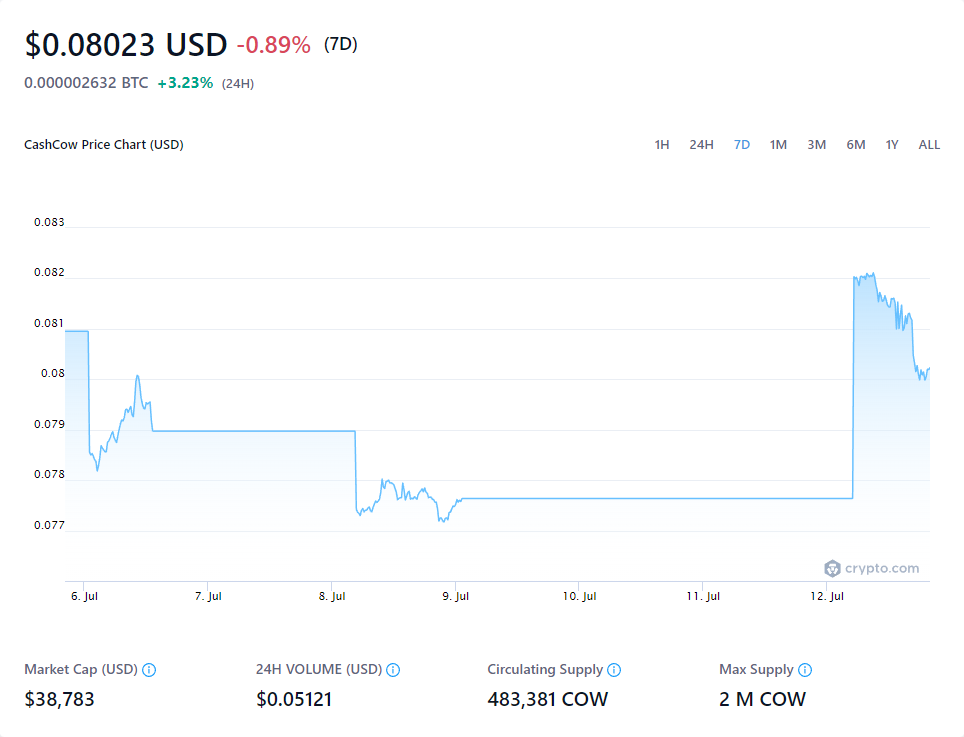 $0.08023 USD -0.89% (7D)
0.000002632 BTC +3.23% (24H)
CashCow Price Chart (USD) 1H 24H 7D 1M 3M 6M 1Y ALL
0.083
0.082
0.081
0.08
0.079
0.078
0.077
crypto.com
6. Jul 7. Jul 8. Jul 9. Jul 10. Jul 11. Jul 12. Jul
Market Cap (USD) 24H VOLUME (USD) Circulating Supply Max Supply
$38,783 $0.05121 483,381 COW 2 M COW